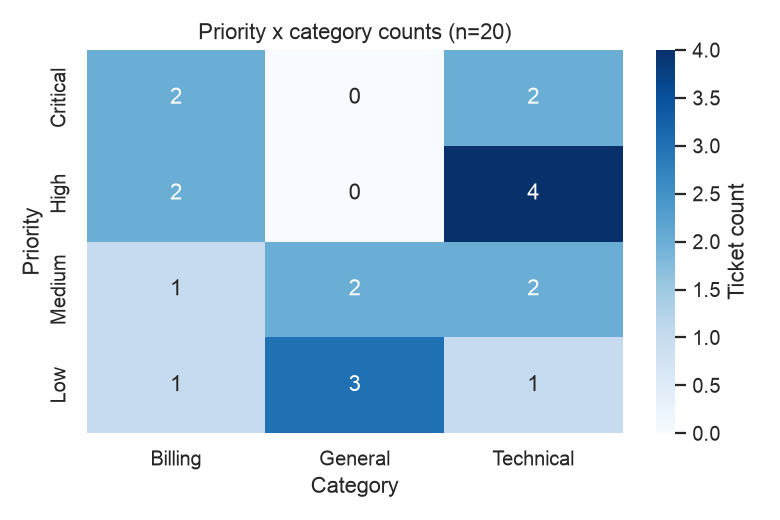 Priority x category counts (n=20)
Priority
Critical
2
0
2
High
2
0
4
Medium
1
2
2
Low
1
3
1
Billing
General
Technical
Category
4.0
3.5
3.0
2.5
2.0
1.5
1.0
0.5
0.0
Ticket count